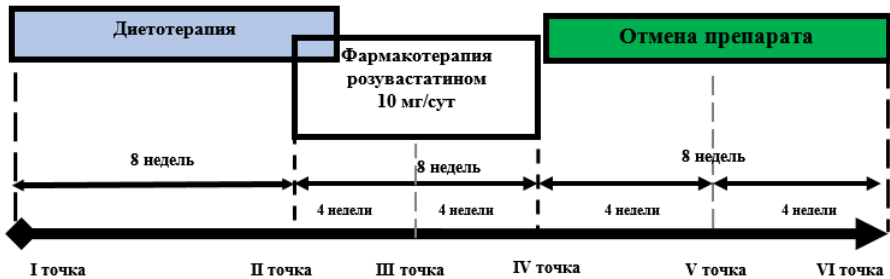 Диетотерапия
Отмена препарата
Фармакотерапия
розувастатином
10 мг/сут
8 недель
8 недель
8 недель
4 недели
4 недели
4 недели
4 недели
I точка
II точка
III точка
IV точка
V точка
VI точка